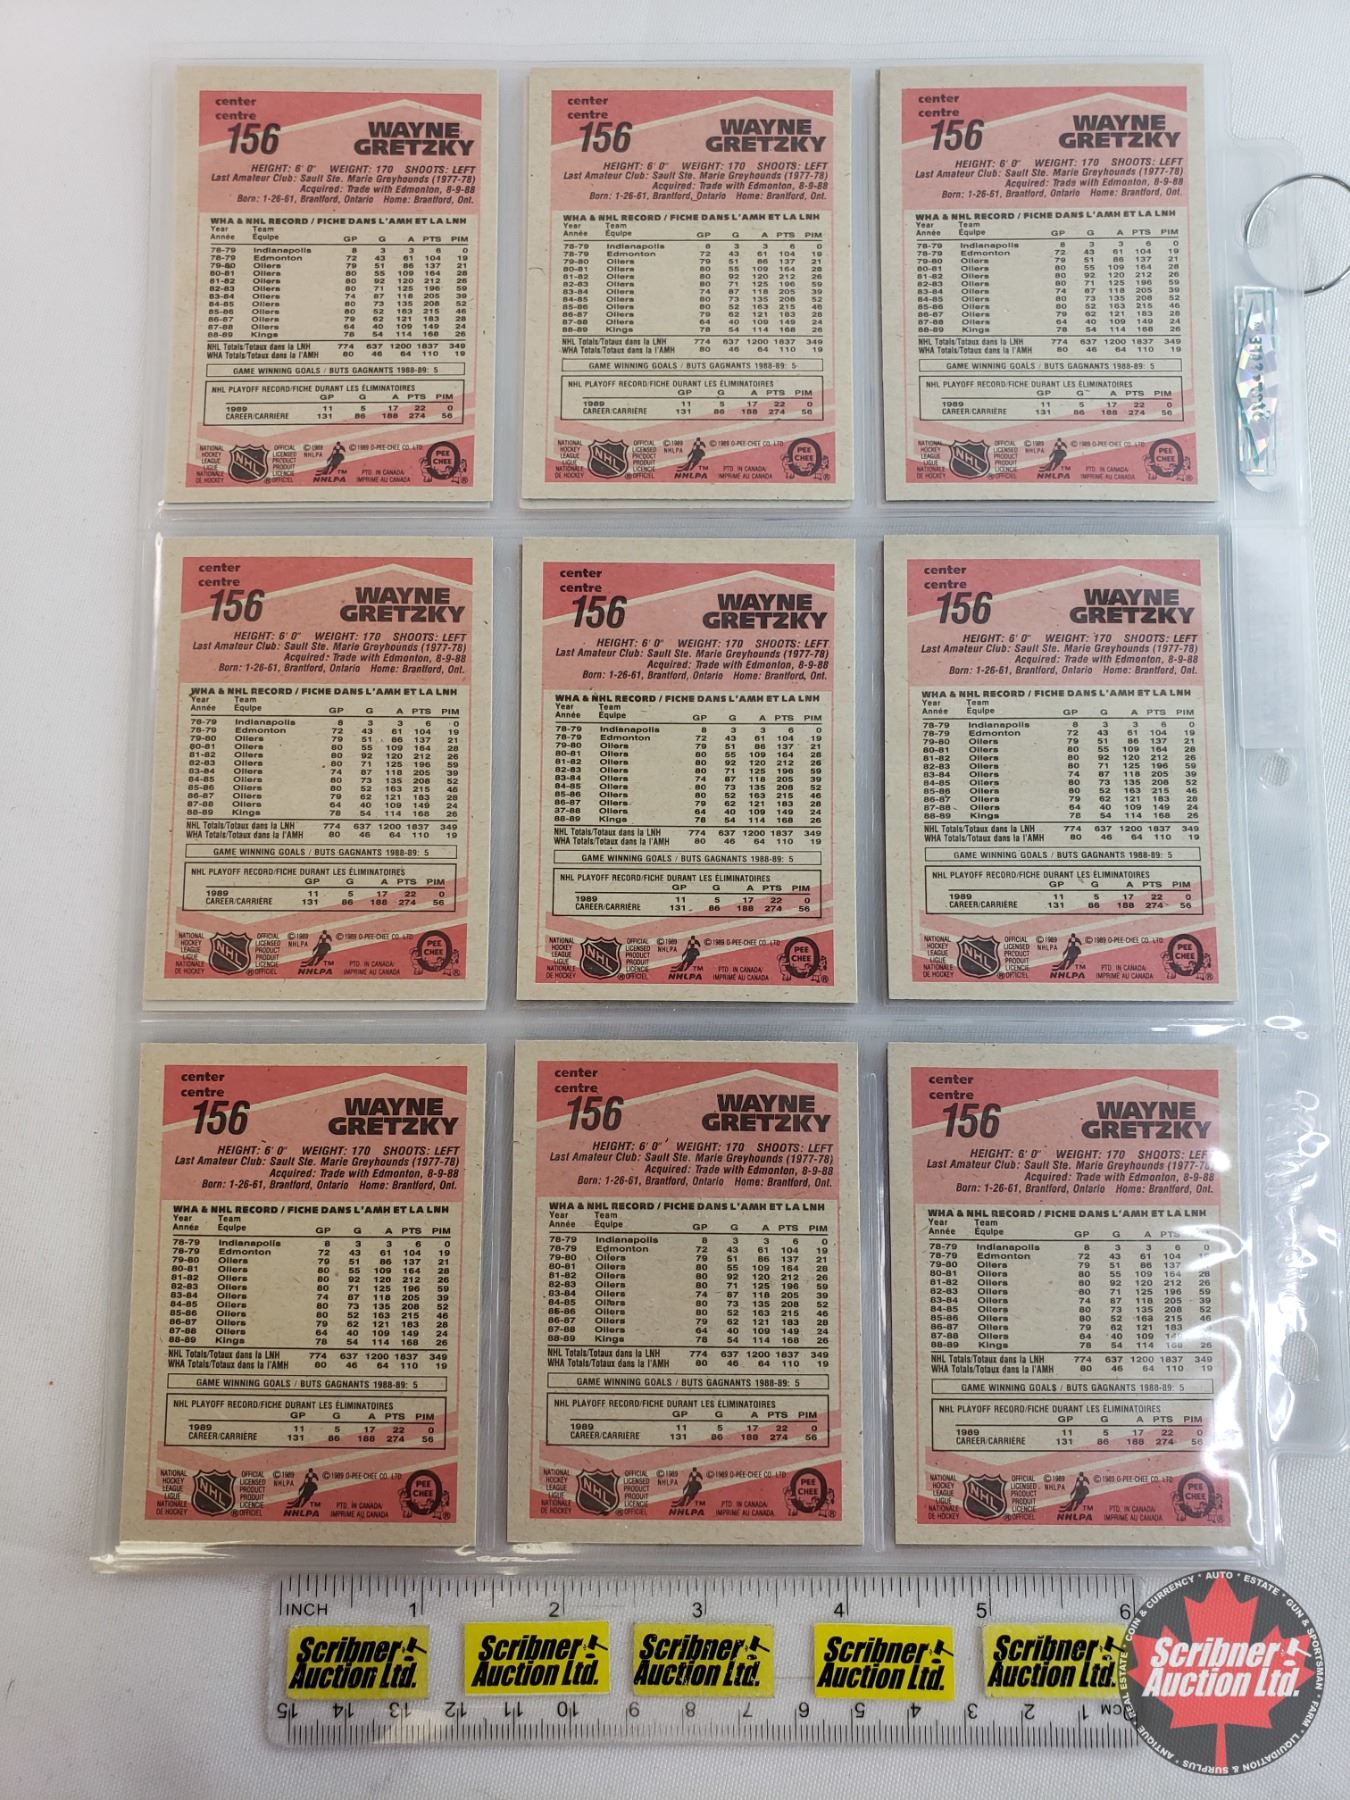 center
centre
156
WAYNE
GRETZKY
HEIGHT: 6' 0" WEIGHT: 170 SHOOTS: LEFT
Last Amateur Club: Sault Ste. Marie Greyhounds (1977-78)
Acquired: Trade with Edmonton, 8-9-88
Born: 1-26-61, Brantford, Ontario Home: Brantford, Ont.
WHA & NHL RECORD / FICHE DANS L'AMH ET LA LNH
Year Team
Année Équipe GP G A PTS PIM
78-79 Indianapolis 8 3 3 6 0
78-79 Edmonton 72 43 61 104 19
79-80 Oilers 79 51 86 137 21
80-81 Oilers 80 55 109 164 28
81-82 Oilers 80 92 120 212 26
82-83 Oilers 80 71 125 196 59
83-84 Oilers 74 87 118 205 39
84-85 Oilers 80 73 135 208 52
85-86 Oilers 80 52 163 215 46
86-87 Oilers 79 62 121 183 28
87-88 Oilers 64 40 109 149 24
88-89 Kings 78 54 114 168 26
NHL Totals/Totaux dans la LNH 774 637 1200 1837 349
WHA Totals/Totaux dans la l'AMH 80 46 64 110 19
GAME WINNING GOALS / BUTS GAGNANTS 1988-89: 5
NHL PLAYOFF RECORD/FICHE DURANT LES ÉLIMINATOIRES
GP G A PTS PIM
1989 11 5 17 22 0
CAREER/CARRIÈRE 131 86 188 274 56
NATIONAL HOCKEY LEAGUE LIGUE NATIONALE DE HOCKEY
NHL
OFFICIAL LICENSED PRODUCT PRODUIT LICENCIÉ OFFICIEL
©1989 NHLPA
NHLPA
©1989 O-PEE-CHEE CO. LTD.
PTD. IN CANADA
IMPRIMÉ AU CANADA
PEE CHEE
INCH 1 2 3 4 5 6
Scribner Auction Ltd.
Scribner Auction Ltd.
Scribner Auction Ltd.
Scribner Auction Ltd.
Scribner Auction Ltd.
15 14 13 12 11 10 9 8 7 6 5 4 3 2 1 CM
COIN & CURRENCY • AUTO • ESTATE • GUN & SPORTSMAN • FARM • LIQUIDATION & SURPLUS • ANTIQUE • REAL ESTATE
Scribner
Auction Ltd.